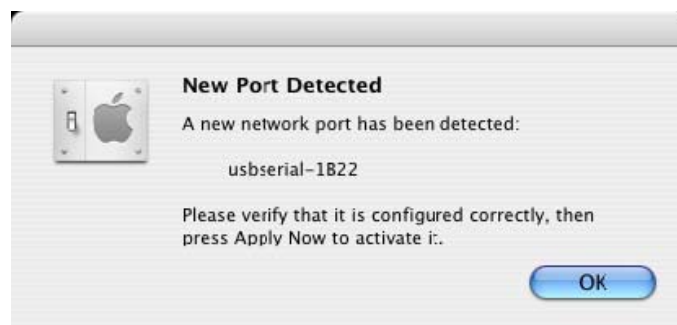 New Port Detected
A new network port has been detected:
usbserial-1B22
Please verify that it is configured correctly, then
press Apply Now to activate it.
OK